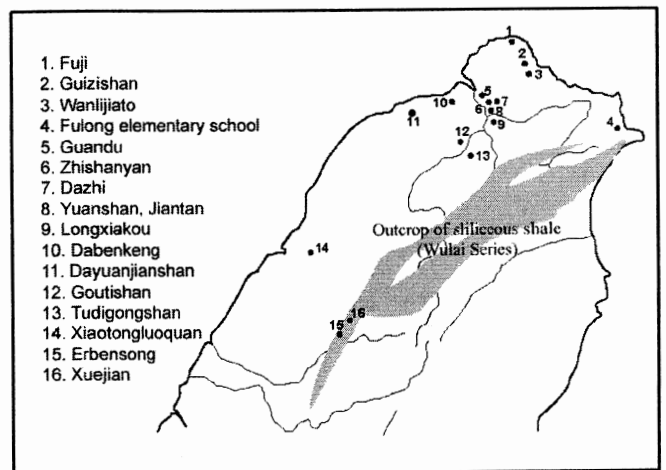 1. Fuji
2. Guizishan
3. Wanlijiato
4. Fulong elementary school
5. Guandu
6. Zhishanyan
7. Dazhi
8. Yuanshan, Jiantan
9. Longxiakou
10. Dabenkeng
11. Dayuanjianshan
12. Goutishan
13. Tudigongshan
14. Xiaotongluoquan
15. Erbensong
16. Xuejian
1
2
3
4
5
6
7
8
9
10
11
12
13
14
Outcrop of sliliceous shale
(Wulai Series)
16
15